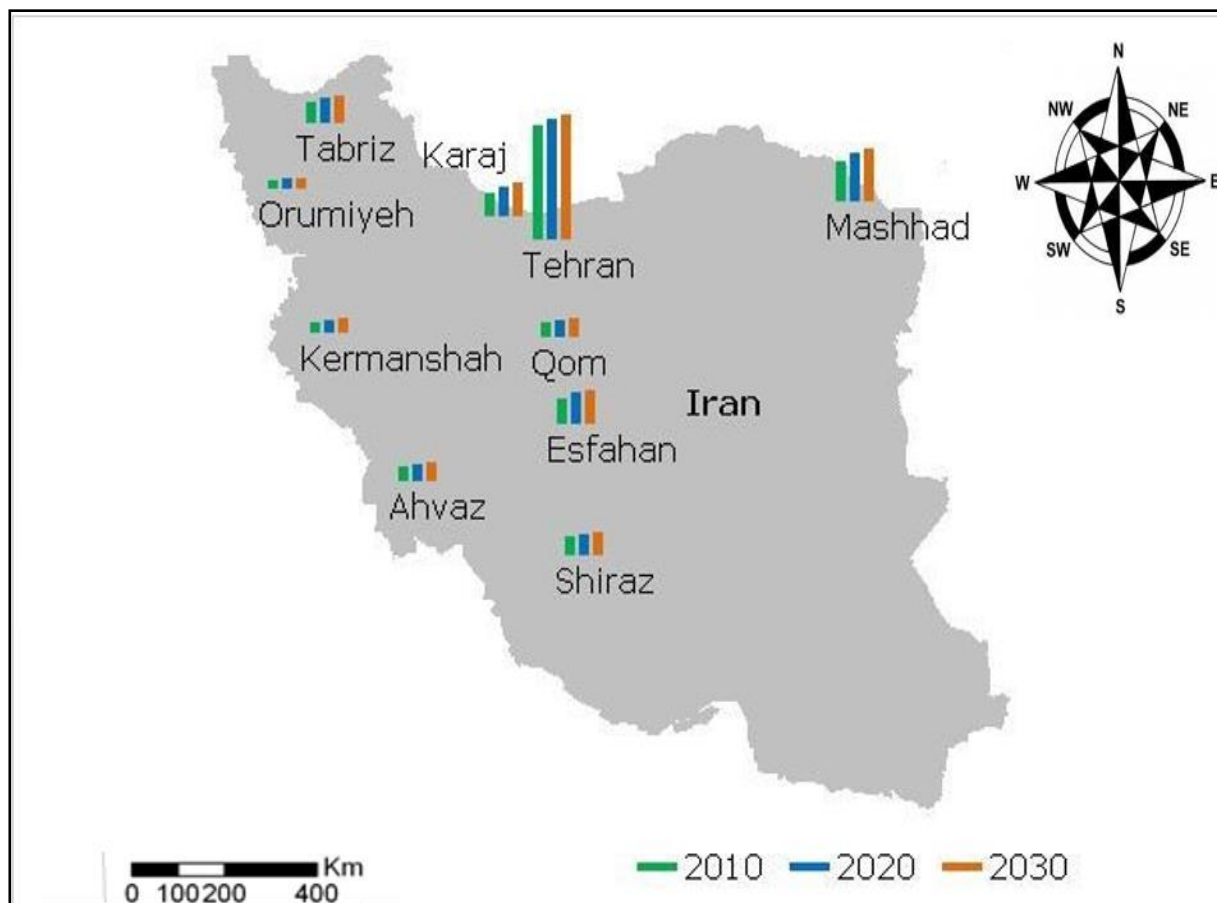 N
NW
NE
W
E
SW
SE
S
Tabriz
Karaj
Orumiyeh
Mashhad
Tehran
Kermanshah
Qom
Iran
Esfahan
Ahvaz
Shiraz
Km
0 100 200 400
2010 2020 2030